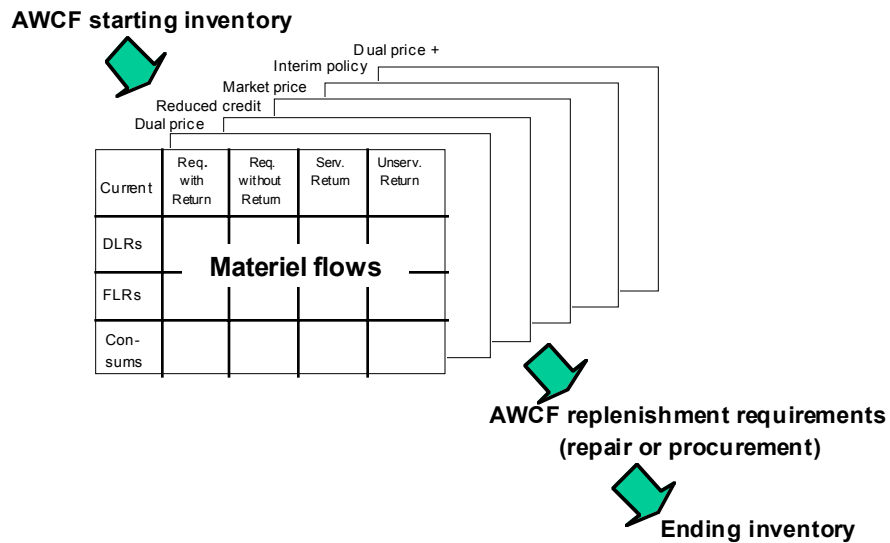 AWCF starting inventory
Dual price +
Interim policy
Market price
Reduced credit
Dual price
Current
Req.
with
Return
Req.
without
Return
Serv.
Return
Unserv.
Return
DLRs
Materiel flows
FLRs
Con-
sums
AWCF replenishment requirements
(repair or procurement)
Ending inventory